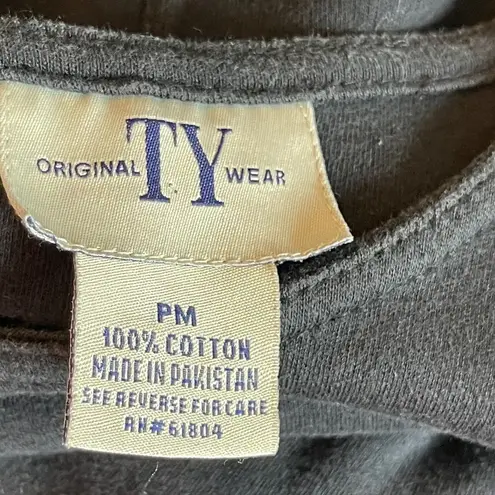 ORIGINAL TY WEAR
PM
100% COTTON
MADE IN PAKISTAN
SEE REVERSE FOR CARE
RN#61804